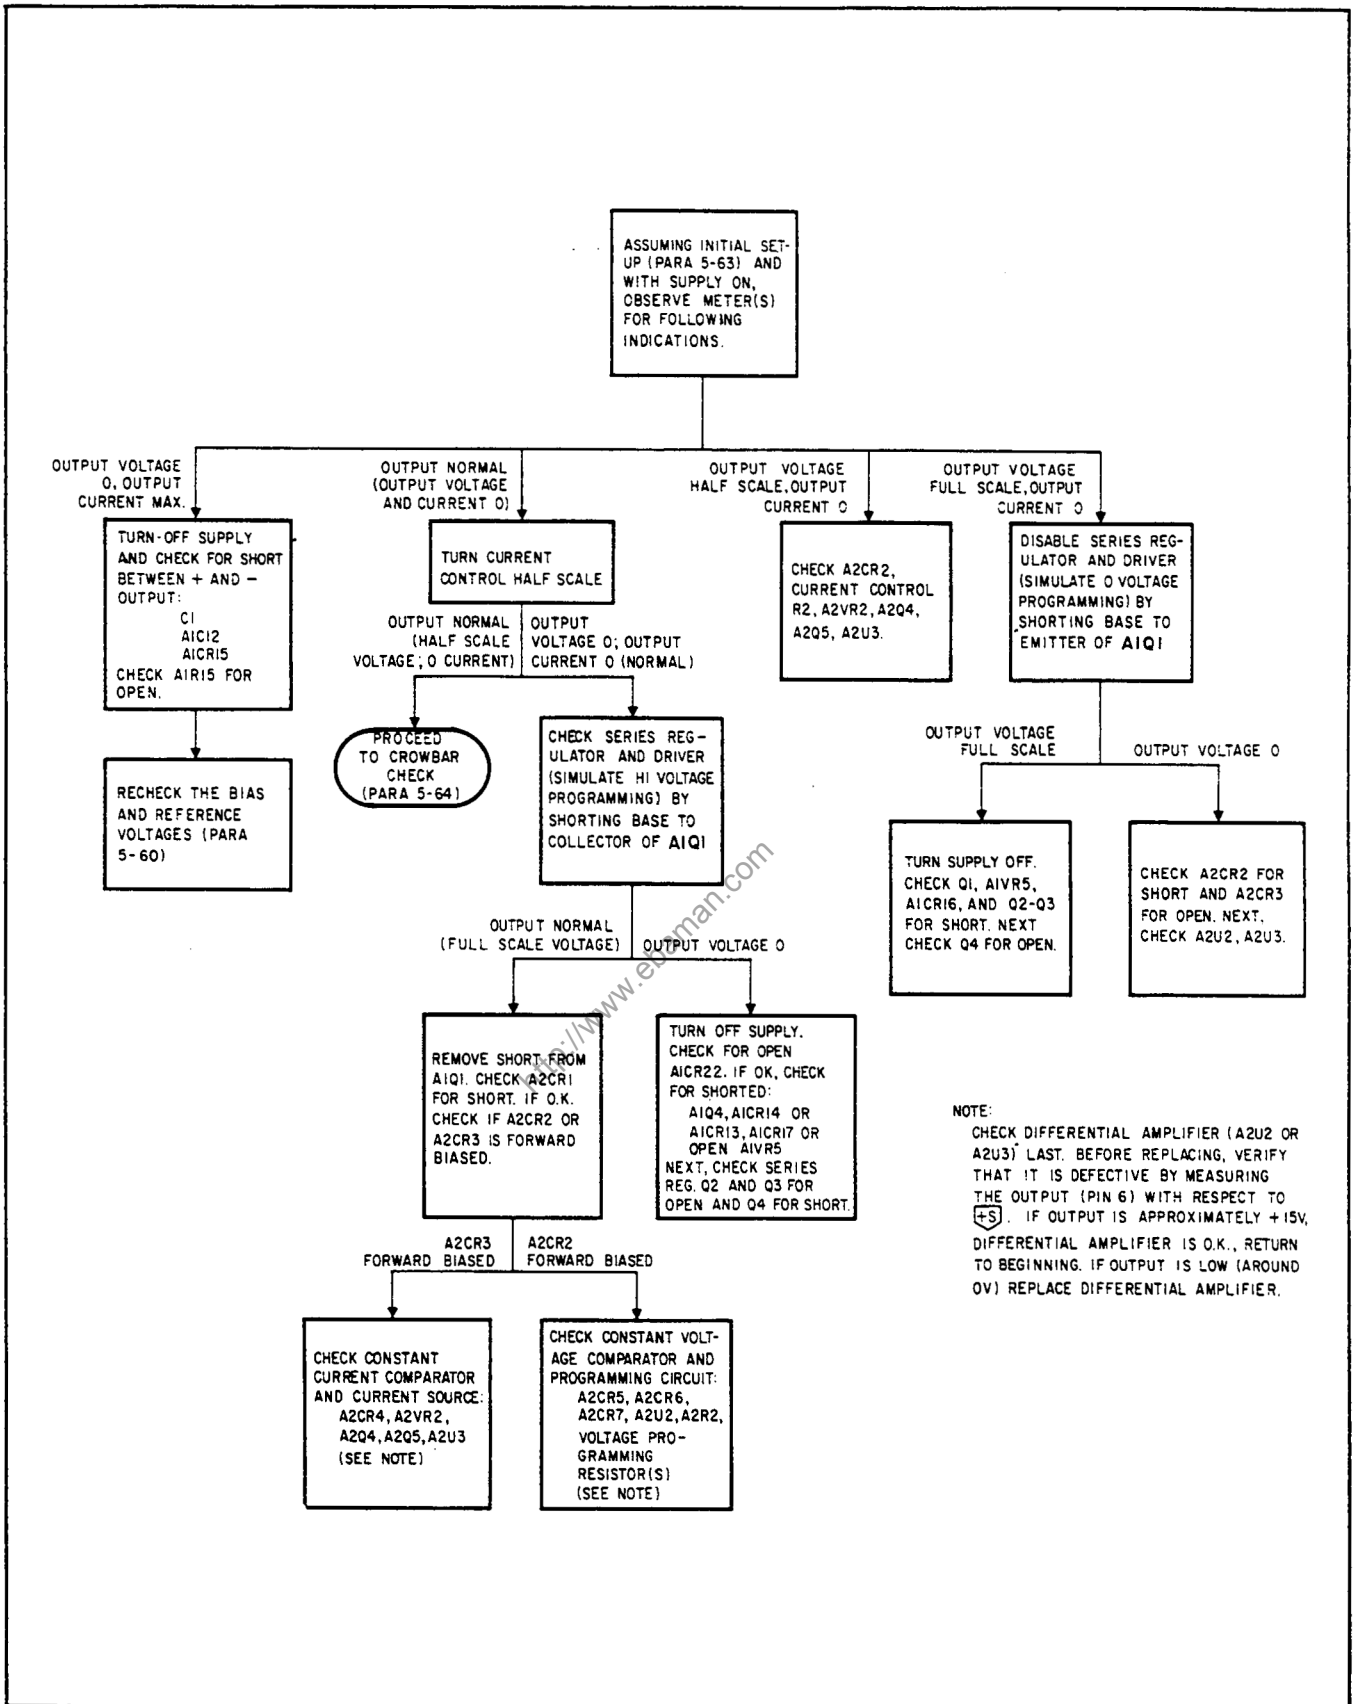 ASSUMING INITIAL SET-
UP (PARA 5-63) AND
WITH SUPPLY ON,
OBSERVE METER(S)
FOR FOLLOWING
INDICATIONS.
OUTPUT VOLTAGE
0, OUTPUT
CURRENT MAX.
OUTPUT NORMAL
(OUTPUT VOLTAGE
AND CURRENT 0)
OUTPUT VOLTAGE
HALF SCALE, OUTPUT
CURRENT 0
OUTPUT VOLTAGE
FULL SCALE, OUTPUT
CURRENT 0
TURN-OFF SUPPLY
AND CHECK FOR SHORT
BETWEEN + AND -
OUTPUT:
C1
A1C12
A1CR15
CHECK A1R15 FOR
OPEN.
TURN CURRENT
CONTROL HALF SCALE
CHECK A2CR2,
CURRENT CONTROL
R2, A2VR2, A2Q4,
A2Q5, A2U3.
DISABLE SERIES REG-
ULATOR AND DRIVER
(SIMULATE 0 VOLTAGE
PROGRAMMING) BY
SHORTING BASE TO
EMITTER OF A1Q1
OUTPUT NORMAL
(HALF SCALE
VOLTAGE; 0 CURRENT)
OUTPUT
VOLTAGE 0; OUTPUT
CURRENT 0 (NORMAL)
RECHECK THE BIAS
AND REFERENCE
VOLTAGES (PARA
5-60)
PROCEED
TO CROWBAR
CHECK
(PARA 5-64)
CHECK SERIES REG-
ULATOR AND DRIVER
(SIMULATE HI VOLTAGE
PROGRAMMING) BY
SHORTING BASE TO
COLLECTOR OF A1Q1
OUTPUT VOLTAGE
FULL SCALE
OUTPUT VOLTAGE 0
TURN SUPPLY OFF.
CHECK Q1, A1VR5,
A1CR16, AND Q2-Q3
FOR SHORT. NEXT
CHECK Q4 FOR OPEN.
CHECK A2CR2 FOR
SHORT AND A2CR3
FOR OPEN. NEXT,
CHECK A2U2, A2U3.
OUTPUT NORMAL
(FULL SCALE VOLTAGE)
OUTPUT VOLTAGE 0
REMOVE SHORT FROM
A1Q1. CHECK A2CR1
FOR SHORT. IF O.K.
CHECK IF A2CR2 OR
A2CR3 IS FORWARD
BIASED.
TURN OFF SUPPLY.
CHECK FOR OPEN
A1CR22. IF OK, CHECK
FOR SHORTED:
A1Q4, A1CR14 OR
A1CR13, A1CR17 OR
OPEN A1VR5
NEXT, CHECK SERIES
REG. Q2 AND Q3 FOR
OPEN AND Q4 FOR SHORT.
NOTE:
CHECK DIFFERENTIAL AMPLIFIER (A2U2 OR
A2U3) LAST. BEFORE REPLACING, VERIFY
THAT IT IS DEFECTIVE BY MEASURING
THE OUTPUT (PIN 6) WITH RESPECT TO
+S. IF OUTPUT IS APPROXIMATELY +15V,
DIFFERENTIAL AMPLIFIER IS O.K., RETURN
TO BEGINNING. IF OUTPUT IS LOW (AROUND
0V) REPLACE DIFFERENTIAL AMPLIFIER.
A2CR3
FORWARD BIASED
A2CR2
FORWARD BIASED
CHECK CONSTANT
CURRENT COMPARATOR
AND CURRENT SOURCE:
A2CR4, A2VR2,
A2Q4, A2Q5, A2U3
(SEE NOTE)
CHECK CONSTANT VOLT-
AGE COMPARATOR AND
PROGRAMMING CIRCUIT:
A2CR5, A2CR6,
A2CR7, A2U2, A2R2,
VOLTAGE PRO-
GRAMMING
RESISTOR(S)
(SEE NOTE)
http://www.ebaman.com